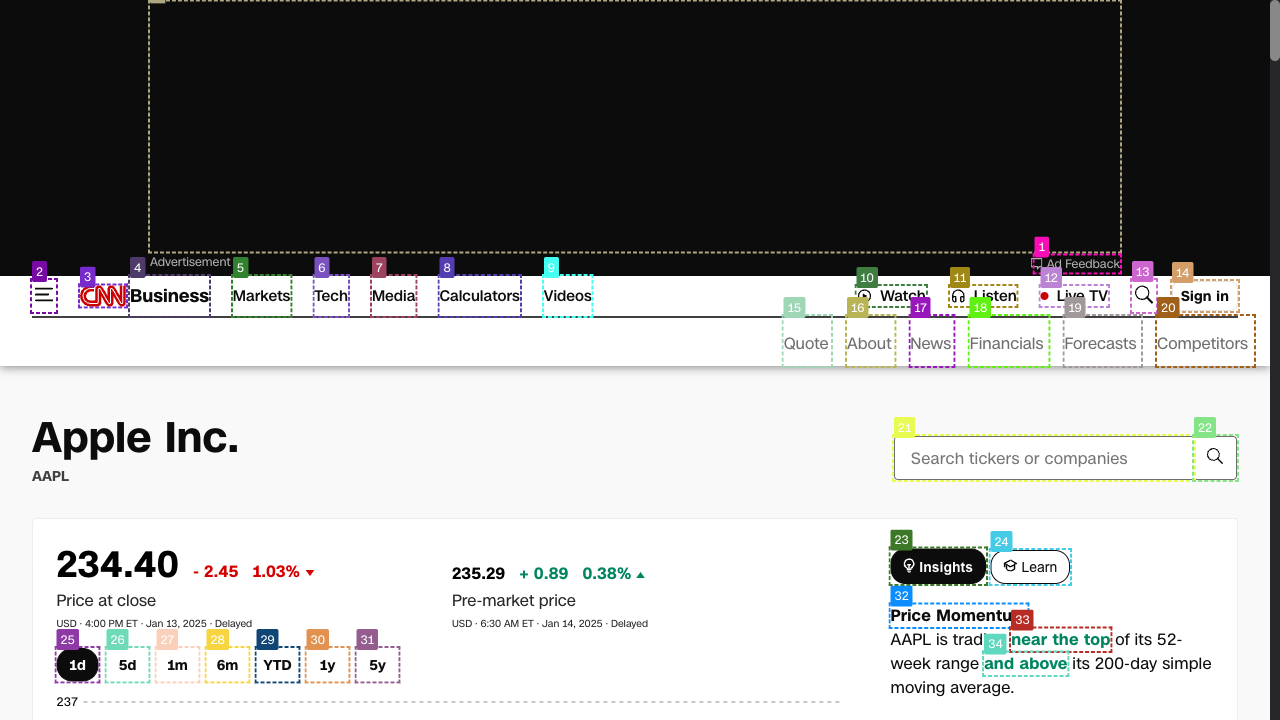 Advertisement
1
Ad Feedback
2
3
4
5
6
7
8
9
10
11
12
13
14
CNN
Business
Markets
Tech
Media
Calculators
Videos
Watch
Listen
Live TV
Sign in
15
16
17
18
19
20
Quote
About
News
Financials
Forecasts
Competitors
Apple Inc.
AAPL
21
22
Search tickers or companies
234.40
- 2.45 1.03%
Price at close
USD · 4:00 PM ET · Jan 13, 2025 · Delayed
235.29 + 0.89 0.38%
Pre-market price
USD · 6:30 AM ET · Jan 14, 2025 · Delayed
25
26
27
28
29
30
31
1d
5d
1m
6m
YTD
1y
5y
237
23
24
Insights
Learn
32
33
34
Price Momentu
AAPL is trad near the top of its 52-
week range and above its 200-day simple
moving average.